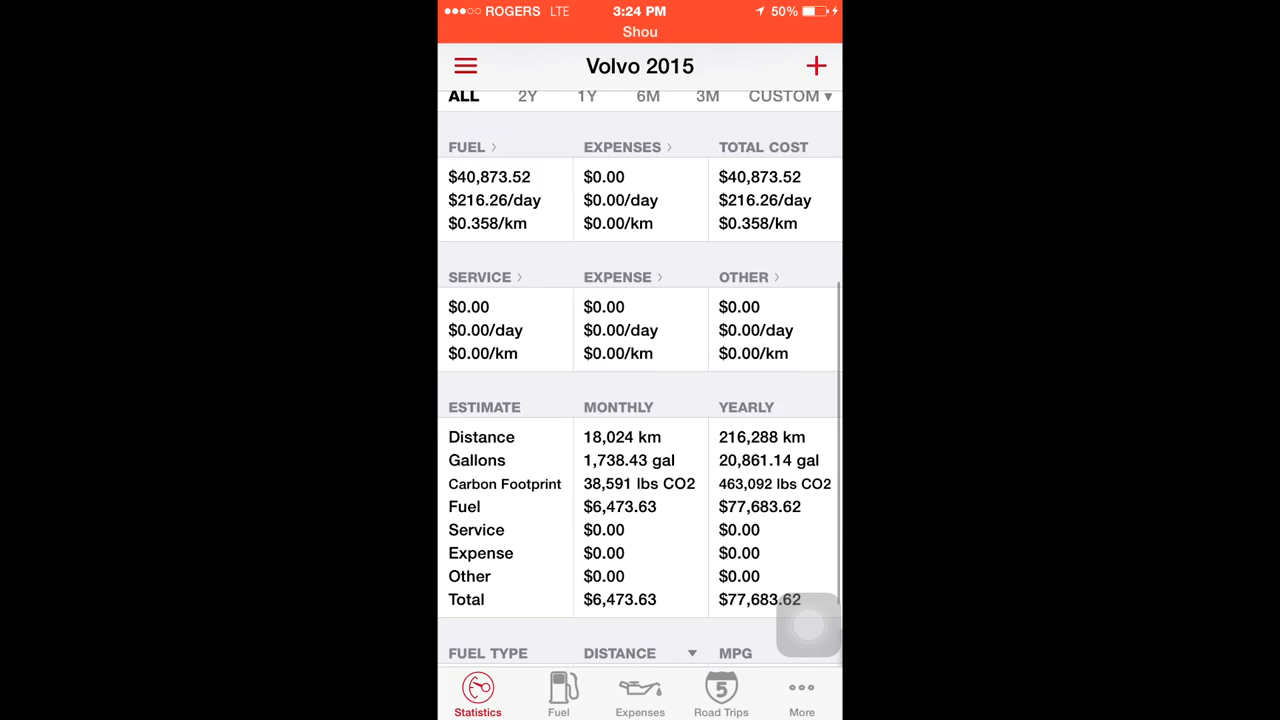 ROGERS LTE 3:24 PM 50%
Shou
Volvo 2015
ALL 2Y 1Y 6M 3M CUSTOM ▼
FUEL > EXPENSES > TOTAL COST
$40,873.52 $0.00 $40,873.52
$216.26/day $0.00/day $216.26/day
$0.358/km $0.00/km $0.358/km
SERVICE > EXPENSE > OTHER >
$0.00 $0.00 $0.00
$0.00/day $0.00/day $0.00/day
$0.00/km $0.00/km $0.00/km
ESTIMATE MONTHLY YEARLY
Distance 18,024 km 216,288 km
Gallons 1,738.43 gal 20,861.14 gal
Carbon Footprint 38,591 lbs CO2 463,092 lbs CO2
Fuel $6,473.63 $77,683.62
Service $0.00 $0.00
Expense $0.00 $0.00
Other $0.00 $0.00
Total $6,473.63 $77,683.62
FUEL TYPE DISTANCE ▼ MPG
5
Statistics Fuel Expenses Road Trips More